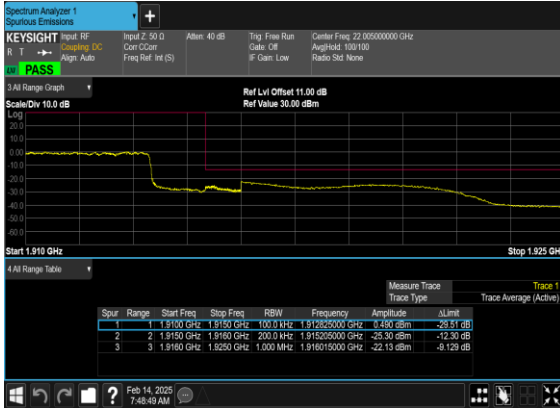 Spectrum Analyzer 1
Spurious Emissions
+
KEYSIGHT Input: RF Input Z: 50 Ω Atten: 40 dB Trig: Free Run Center Freq: 22.005000000 GHz
R T Coupling: DC Corr CCorr Gate: Off Avg|Hold: 100/100
Align: Auto Freq Ref: Int (S) IF Gain: Low Radio Std: None
PASS
3 All Range Graph
Ref Lvl Offset 11.00 dB
Scale/Div 10.0 dB Ref Value 30.00 dBm
Log
20.0
10.0
0.00
-10.0
-20.0
-30.0
-40.0
-50.0
-60.0
Start 1.910 GHz Stop 1.925 GH
4 All Range Table
Measure Trace Trace 1
Trace Type Trace Average (Active)
Spur Range Start Freq Stop Freq RBW Frequency Amplitude ΔLimit
1 1 1.9100 GHz 1.9150 GHz 100.0 kHz 1.912825000 GHz 0.490 dBm -29.51 dB
2 2 1.9150 GHz 1.9160 GHz 200.0 kHz 1.915205300 GHz -25.30 dBm -12.30 dB
3 3 1.9160 GHz 1.9250 GHz 1.000 MHz 1.916015000 GHz -22.13 dBm -9.129 dB
?
Feb 14, 2025
7:48:49 AM